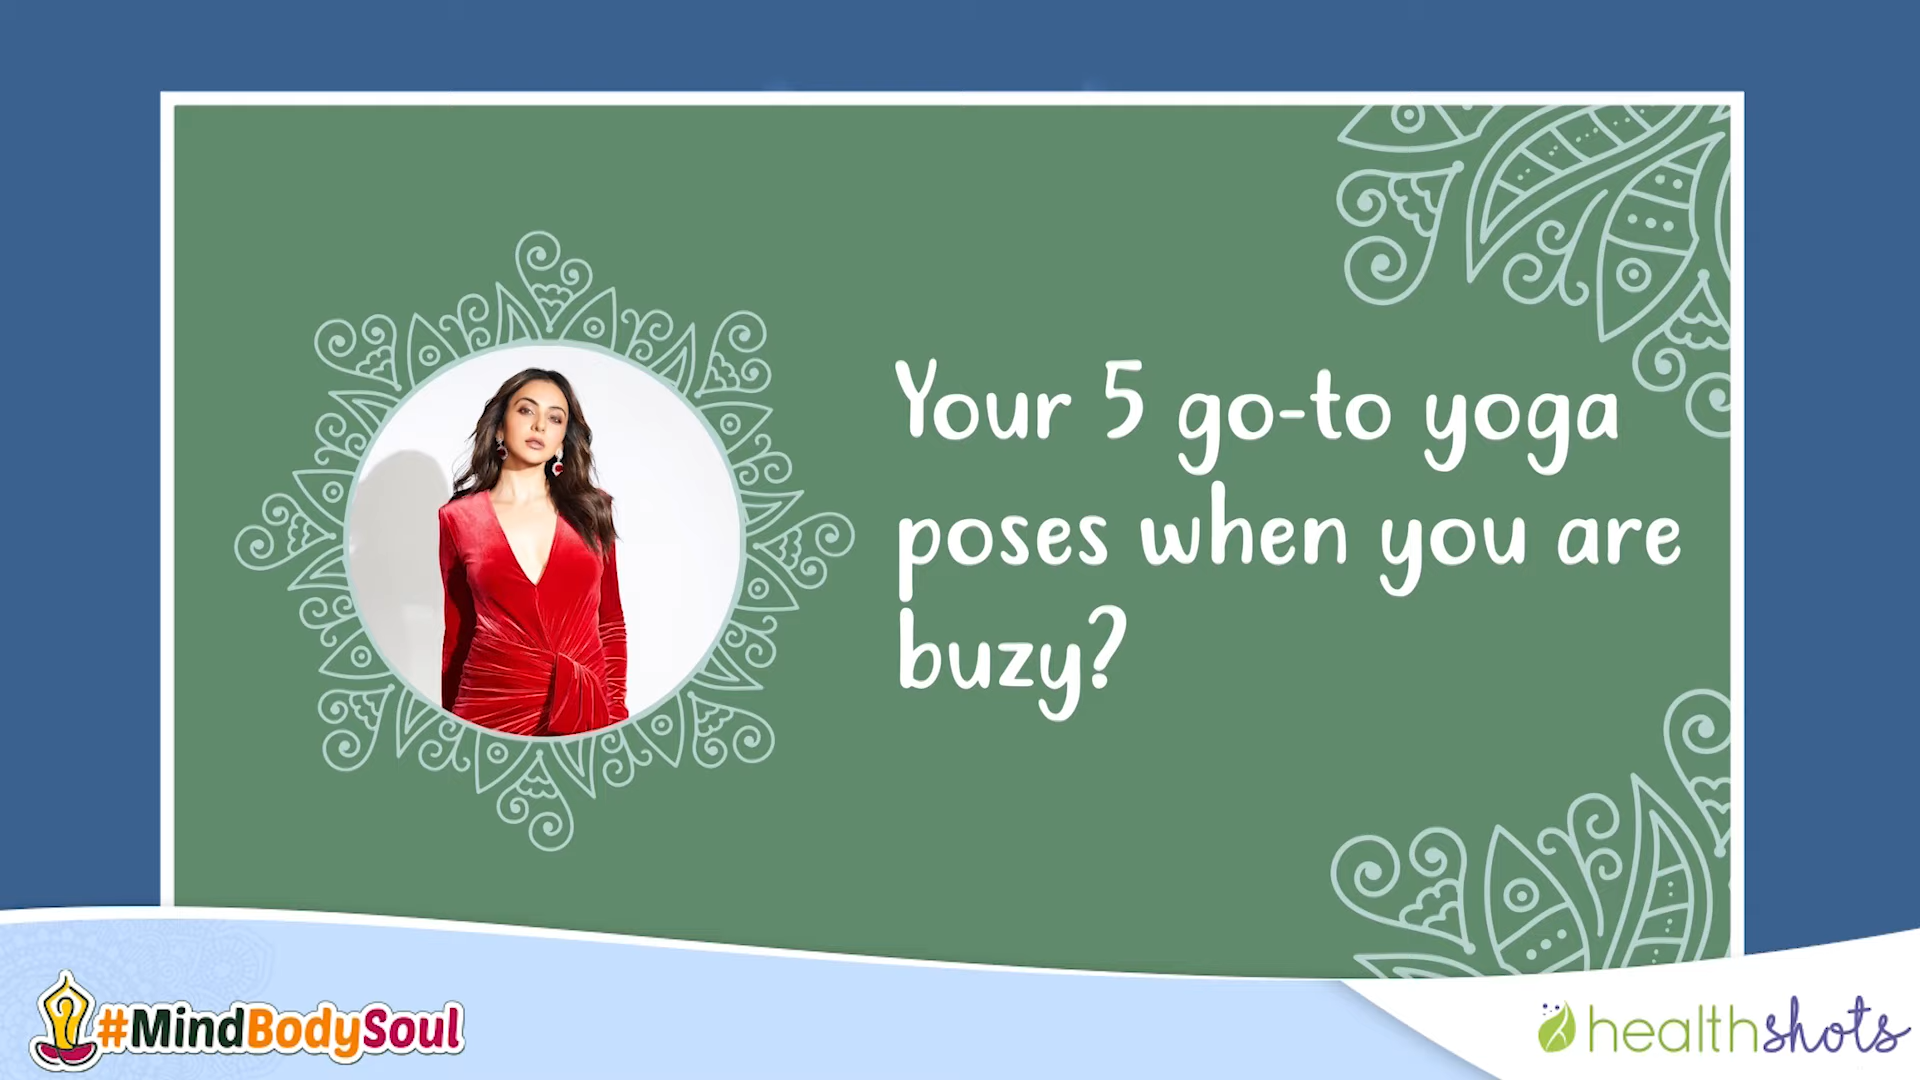 Your 5 go-to yoga
poses when you are
buzy?
#MindBodySoul
healthshots